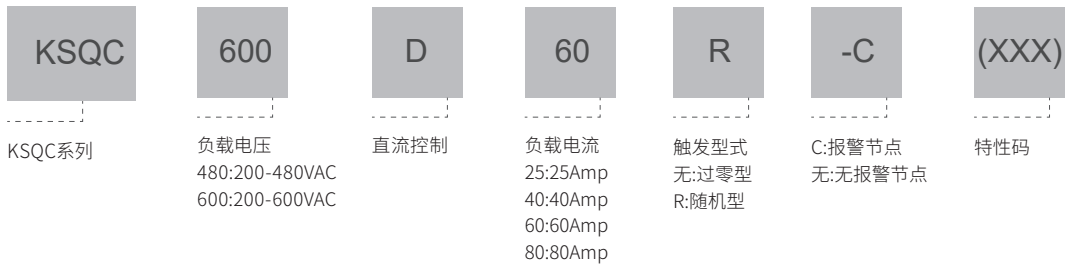 KSQC 600 D 60 R -C (XXX)
KSQC系列
负载电压
480:200-480VAC
600:200-600VAC
直流控制
负载电流
25:25Amp
40:40Amp
60:60Amp
80:80Amp
触发型式
无:过零型
R:随机型
C:报警节点
无:无报警节点
特性码